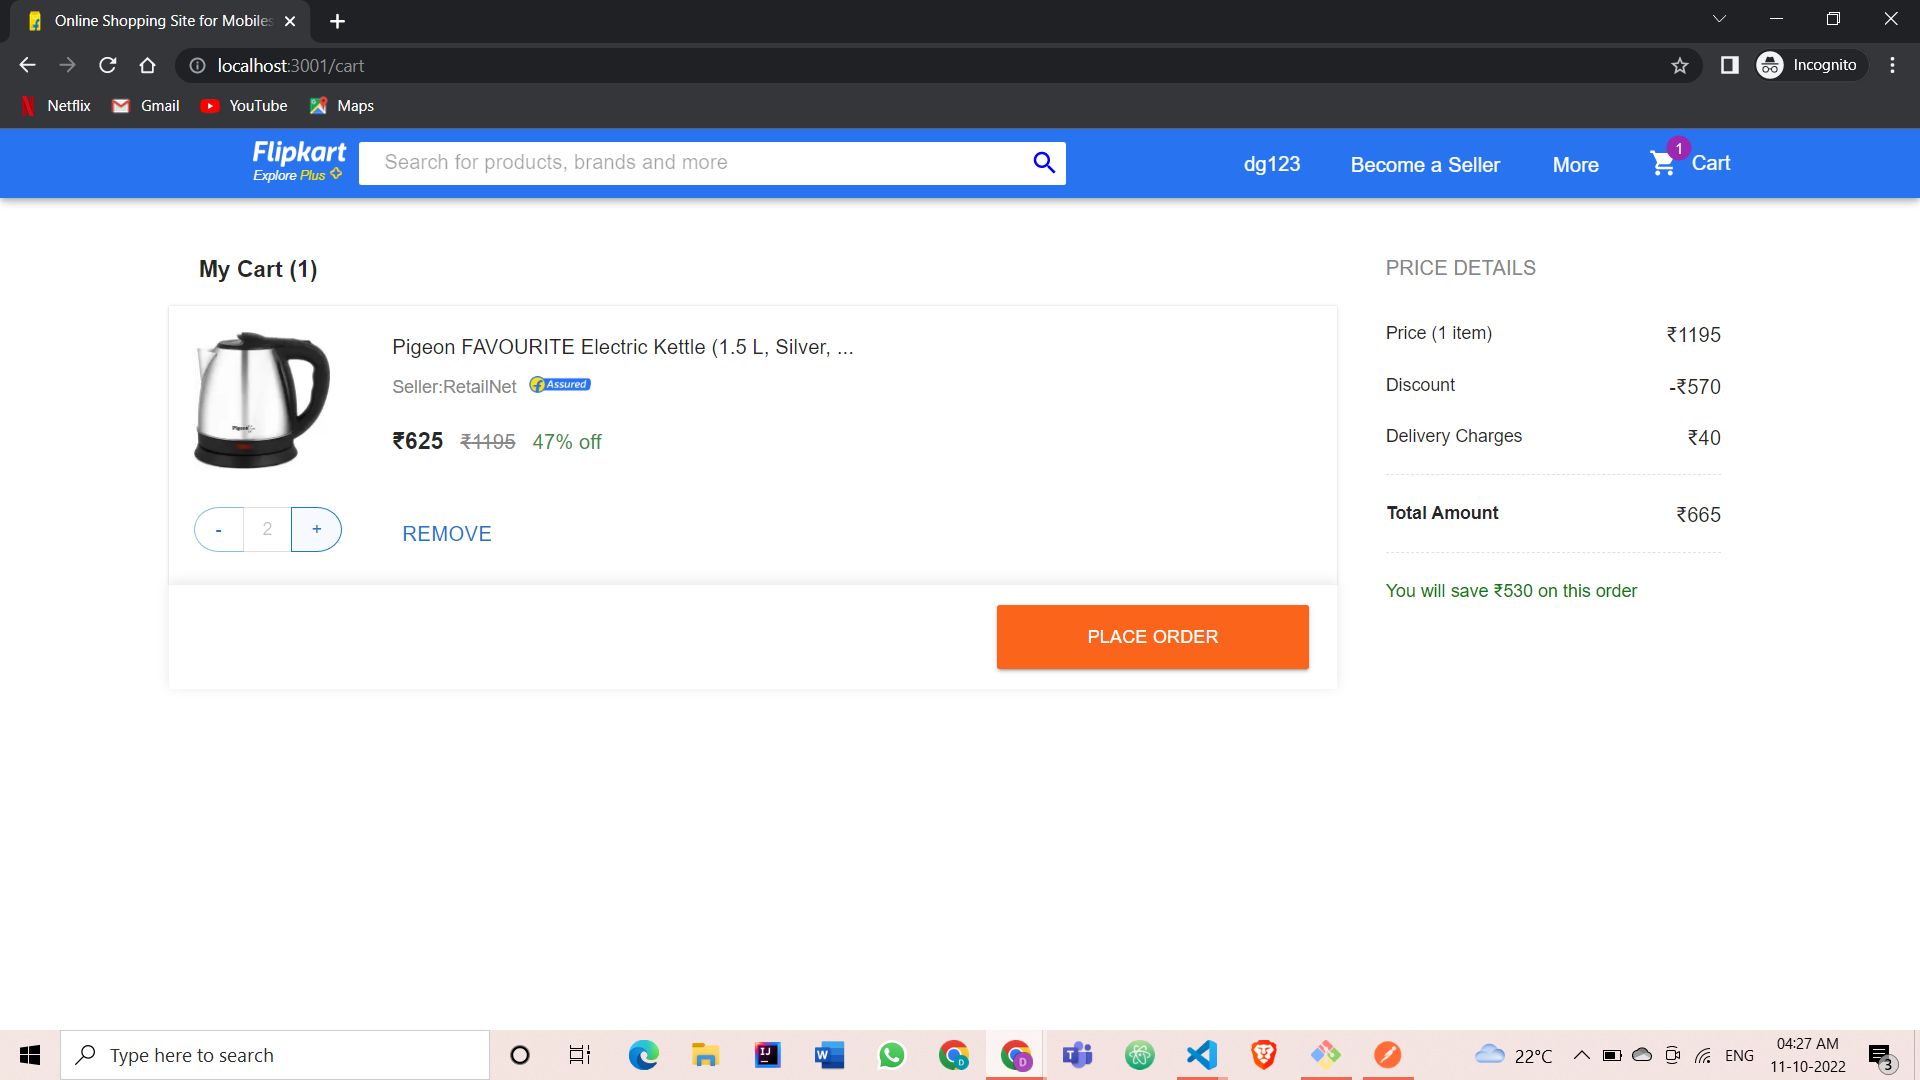 Online Shopping Site for Mobiles
localhost:3001/cart
Incognito
Netflix
Gmail
YouTube
Maps
Flipkart
Explore Plus
Search for products, brands and more
dg123
Become a Seller
More
1
Cart
My Cart (1)
Pigeon FAVOURITE Electric Kettle (1.5 L, Silver, ...
Seller:RetailNet
Assured
₹625 ₹1195 47% off
- 2 +
REMOVE
PLACE ORDER
PRICE DETAILS
Price (1 item) ₹1195
Discount -₹570
Delivery Charges ₹40
Total Amount ₹665
You will save ₹530 on this order
Type here to search
22°C
ENG
04:27 AM
11-10-2022
3